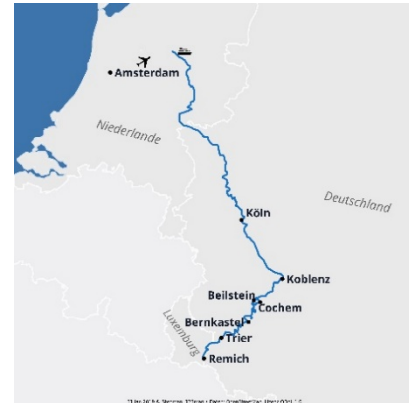 Amsterdam
Niederlande
Deutschland
Köln
Koblenz
Beilstein
Cochem
Bernkastel
Luxemburg
Trier
Remich